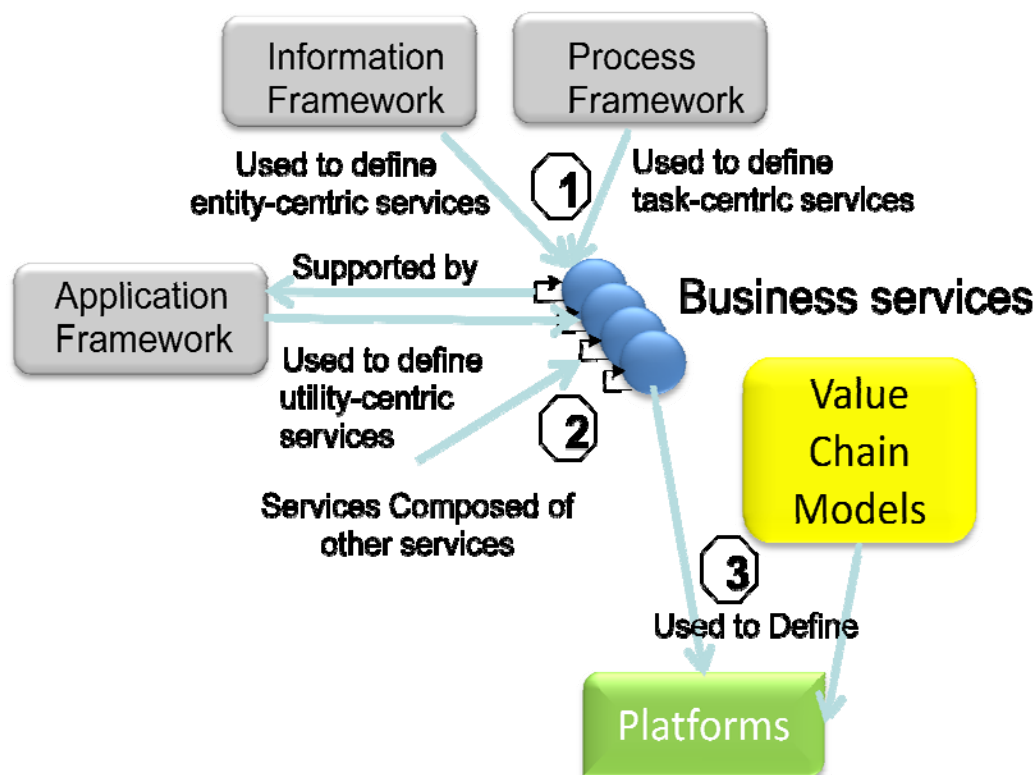 Information
Framework
Process
Framework
Used to define
entity-centric services
1
Used to define
task-centric services
Supported by
Application
Framework
Business services
Used to define
utility-centric
services
2
Value
Chain
Models
Services Composed of
other services
3
Used to Define
Platforms